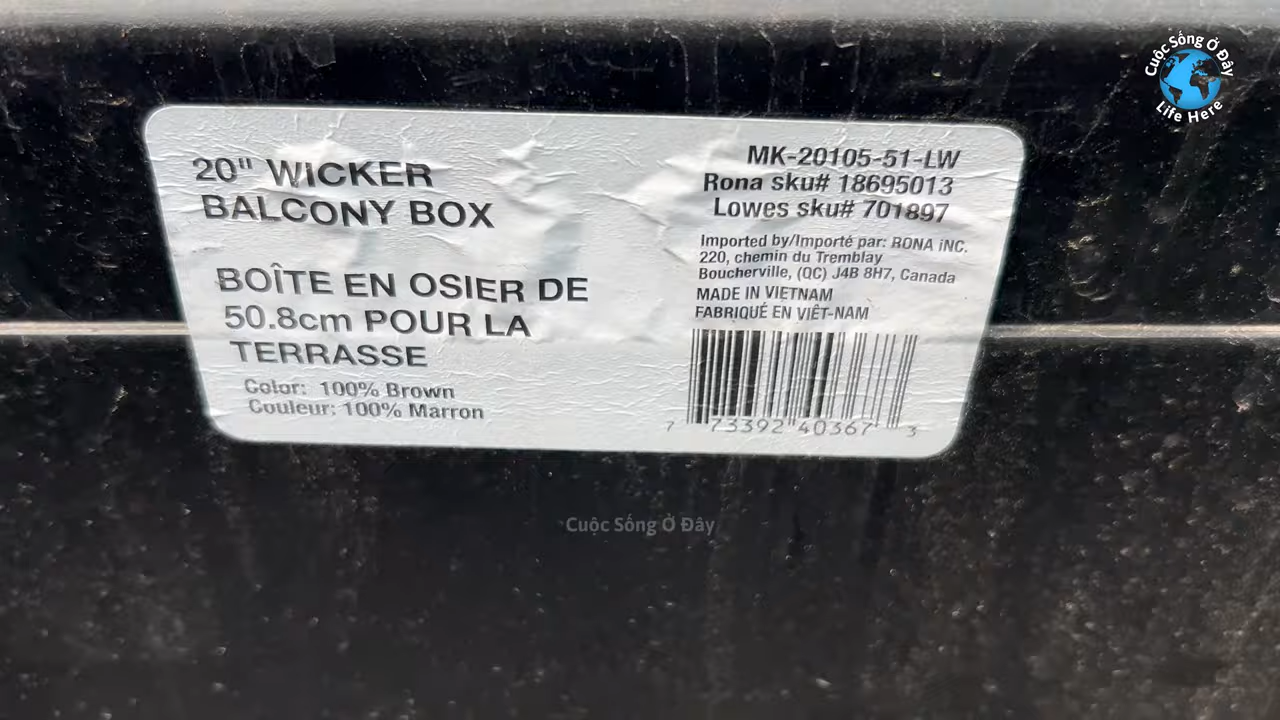 Cuộc Sống Ở Đây
Life Here
20" WICKER
BALCONY BOX
BOÎTE EN OSIER DE
50.8cm POUR LA
TERRASSE
Color: 100% Brown
Couleur: 100% Marron
MK-20105-51-LW
Rona sku# 18695013
Lowes sku# 701897
Imported by/Importé par: RONA iNC.
220, chemin du Tremblay
Boucherville, (QC) J4B 8H7, Canada
MADE IN VIETNAM
FABRIQUÉ EN VIÊT-NAM
7 73392 40367 3
Cuộc Sống Ở Đây